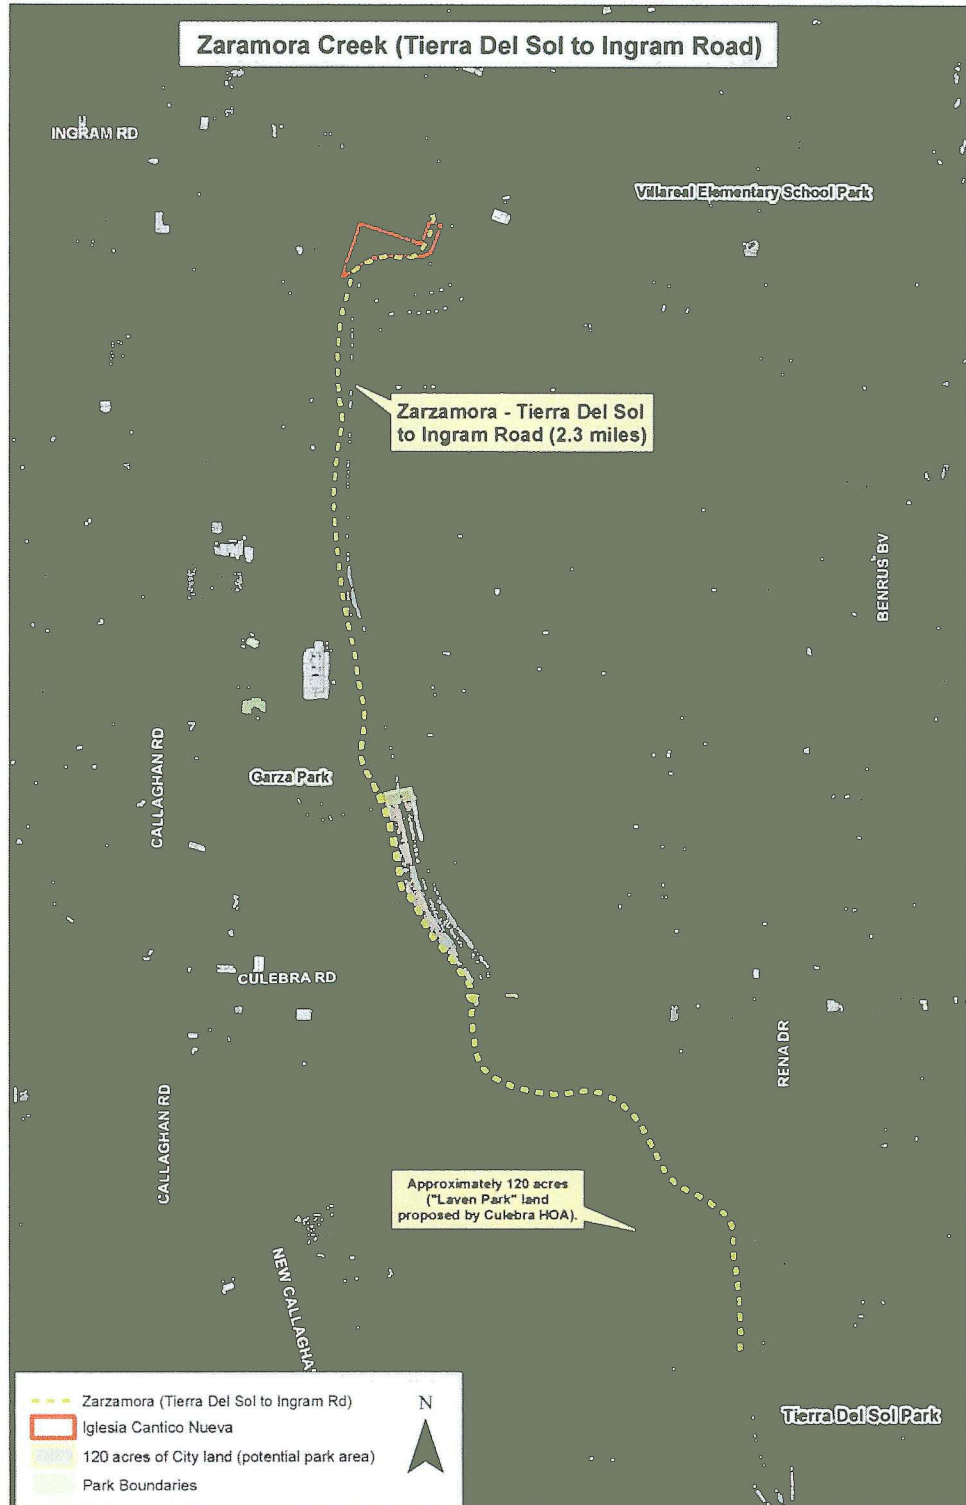 Zaramora Creek (Tierra Del Sol to Ingram Road)
INGRAM RD
Villareal Elementary School Park
Zarzamora - Tierra Del Sol
to Ingram Road (2.3 miles)
BENRUS BV
CALLAGHAN RD
Garza Park
CULEBRA RD
RENA DR
CALLAGHAN RD
Approximately 120 acres
("Laven Park" land
proposed by Culebra HOA).
NEW CALLAGHA
Tierra Del Sol Park
Zarzamora (Tierra Del Sol to Ingram Rd)
N
Iglesia Cantico Nueva
120 acres of City land (potential park area)
Park Boundaries